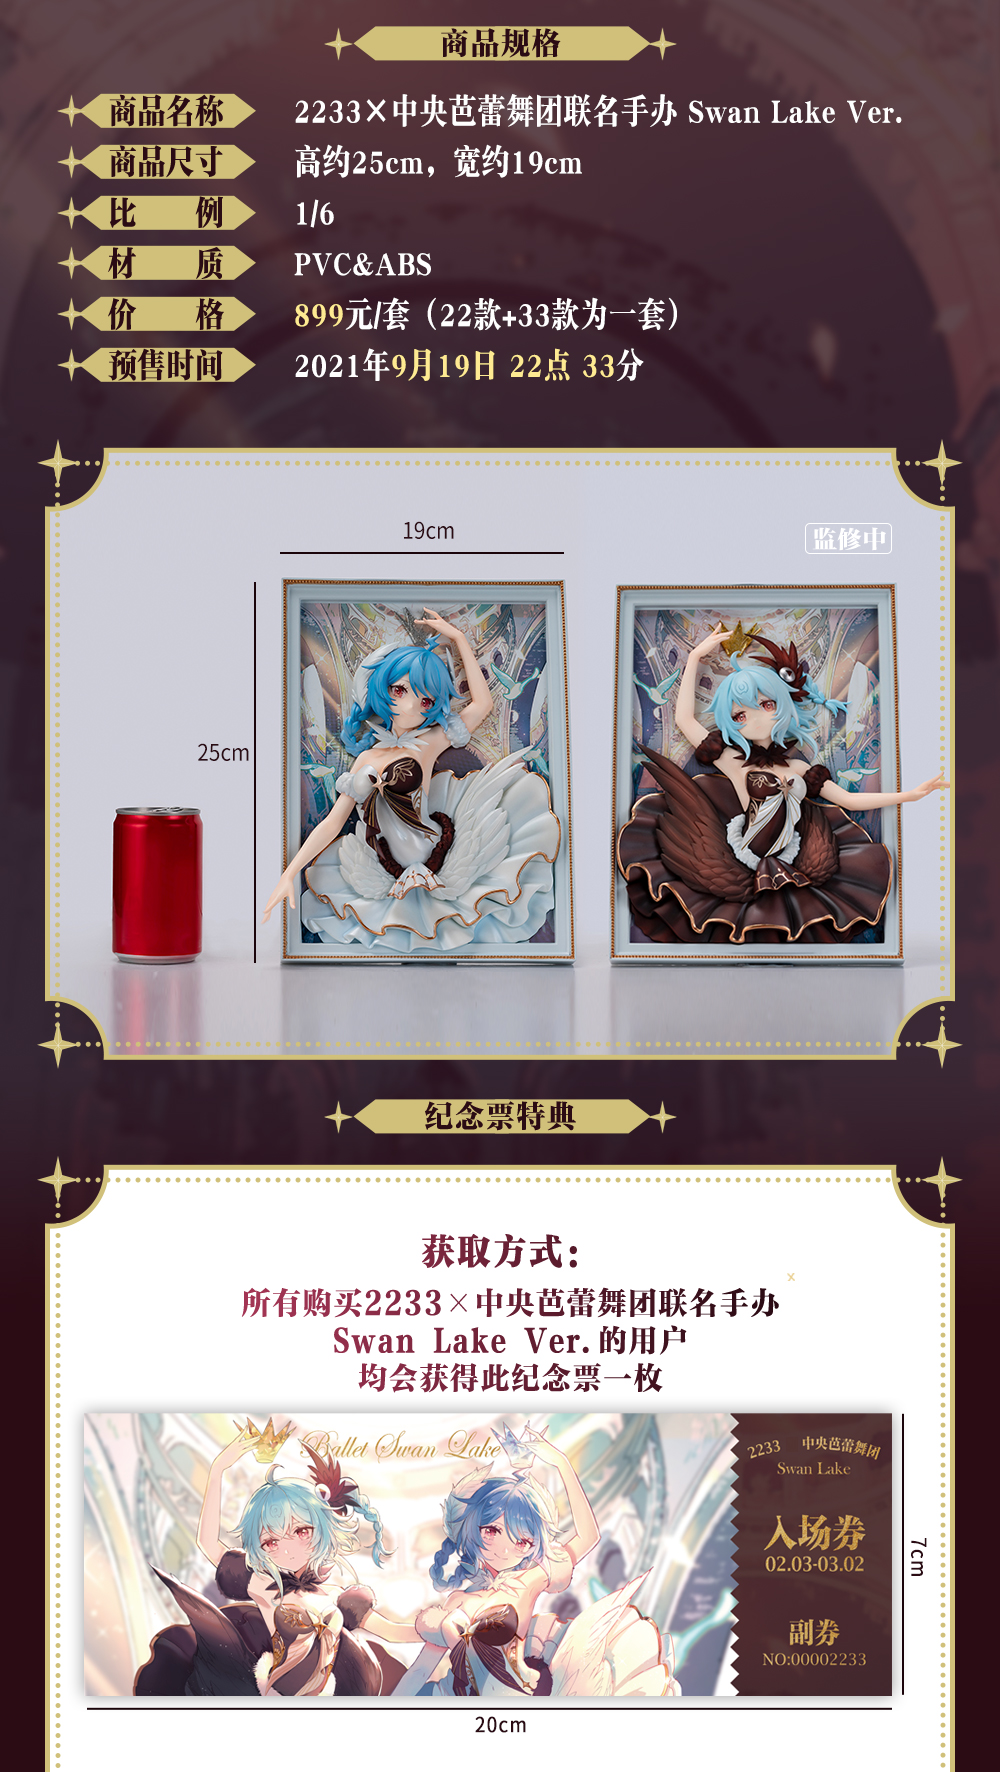 商品规格
商品名称 2233×中央芭蕾舞团联名手办 Swan Lake Ver.
商品尺寸 高约25cm，宽约19cm
比 例 1/6
材 质 PVC&ABS
价 格 899元/套（22款+33款为一套）
预售时间 2021年9月19日 22点 33分
19cm
监修中
25cm
纪念票特典
获取方式：
x
所有购买2233×中央芭蕾舞团联名手办
Swan Lake Ver.的用户
均会获得此纪念票一枚
Ballet Swan Lake
2233 中央芭蕾舞团
Swan Lake
入场券
02.03-03.02
副券
NO:00002233
7cm
20cm